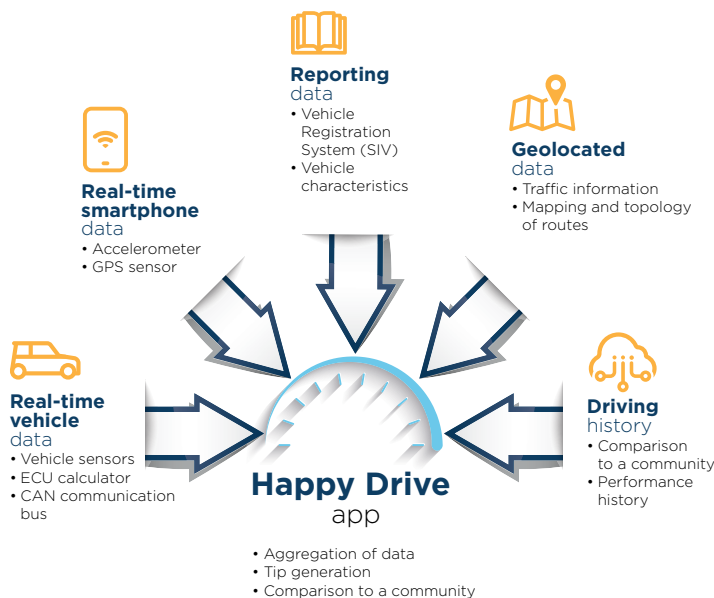 Reporting
data
• Vehicle
Registration
System (SIV)
• Vehicle
characteristics
Real-time
smartphone
data
• Accelerometer
• GPS sensor
Geolocated
data
• Traffic information
• Mapping and topology
of routes
Real-time
vehicle
data
• Vehicle sensors
• ECU calculator
• CAN communication
bus
Driving
history
• Comparison
to a community
• Performance
history
Happy Drive
app
• Aggregation of data
• Tip generation
• Comparison to a community